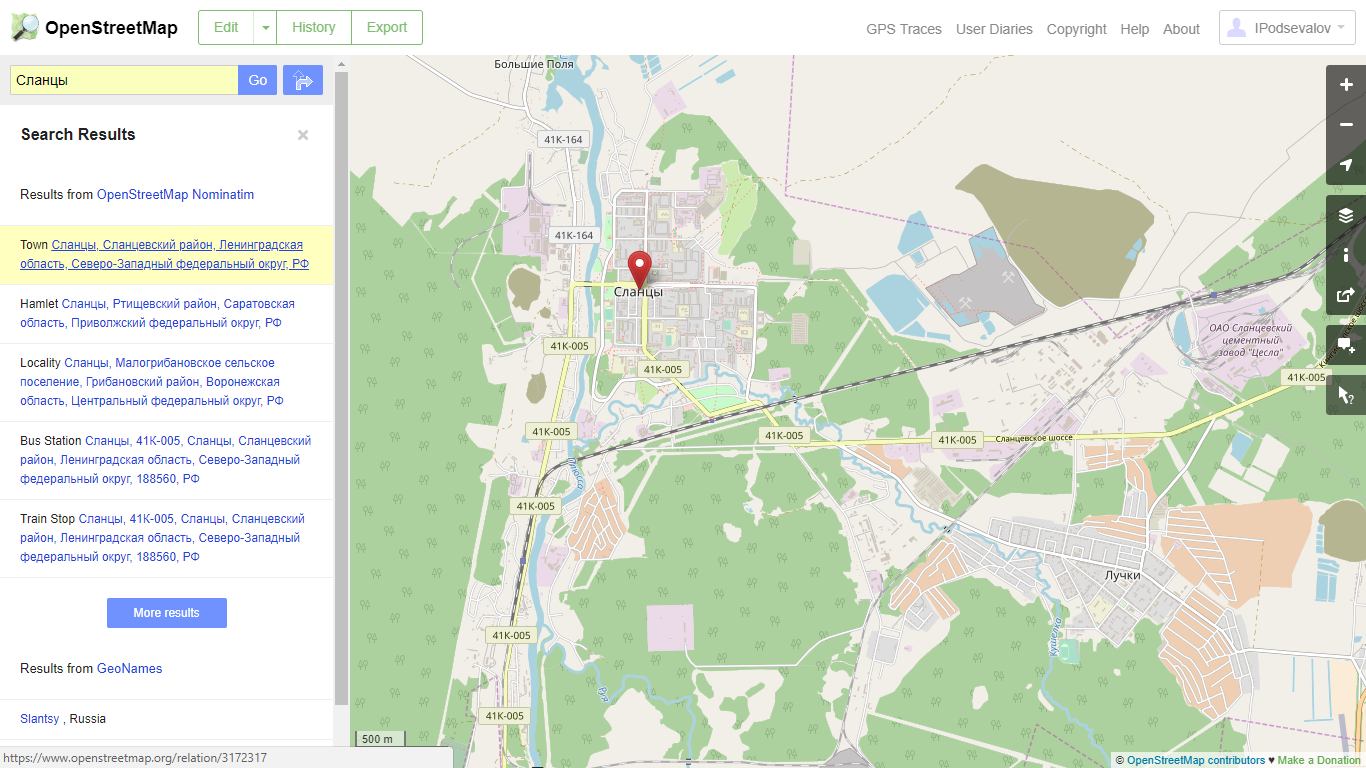 OpenStreetMap
Edit
History
Export
GPS Traces
User Diaries
Copyright
Help
About
IPodsevalov
Сланцы
Go
Search Results
×
Results from OpenStreetMap Nominatim
Town Сланцы, Сланцевский район, Ленинградская
область, Северо-Западный федеральный округ, РФ
Hamlet Сланцы, Ртищевский район, Саратовская
область, Приволжский федеральный округ, РФ
Locality Сланцы, Малогрибановское сельское
поселение, Грибановский район, Воронежская
область, Центральный федеральный округ, РФ
Bus Station Сланцы, 41К-005, Сланцы, Сланцевский
район, Ленинградская область, Северо-Западный
федеральный округ, 188560, РФ
Train Stop Сланцы, 41К-005, Сланцы, Сланцевский
район, Ленинградская область, Северо-Западный
федеральный округ, 188560, РФ
More results
Results from GeoNames
Slantsy , Russia
https://www.openstreetmap.org/relation/3172317
Большие Поля
41К-164
41К-164
Сланцы
41К-005
41К-005
41К-005
41К-005
41К-005
Сланцевское шоссе
41К-005
ОАО Сланцевский
цементный
завод "Цесла"
Плюсса
41К-005
Лучки
Кушелка
41К-005
Руя
41К-005
500 m
© OpenStreetMap contributors ♥ Make a Donation